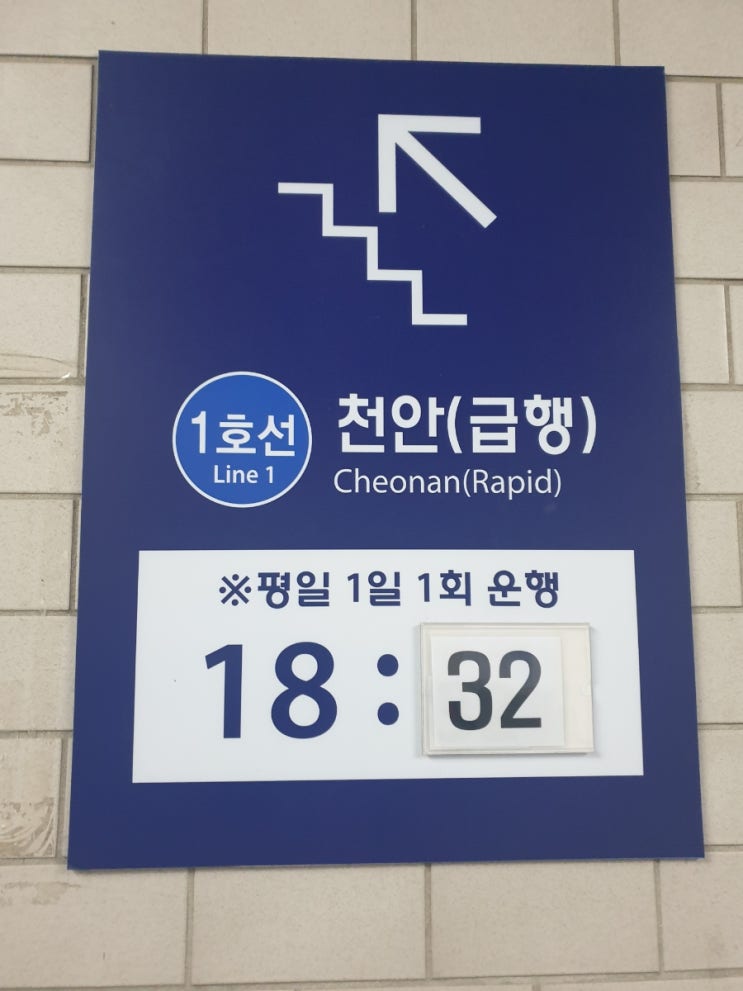 1호선
Line 1
천안(급행)
Cheonan(Rapid)
※평일 1일 1회 운행
18:32